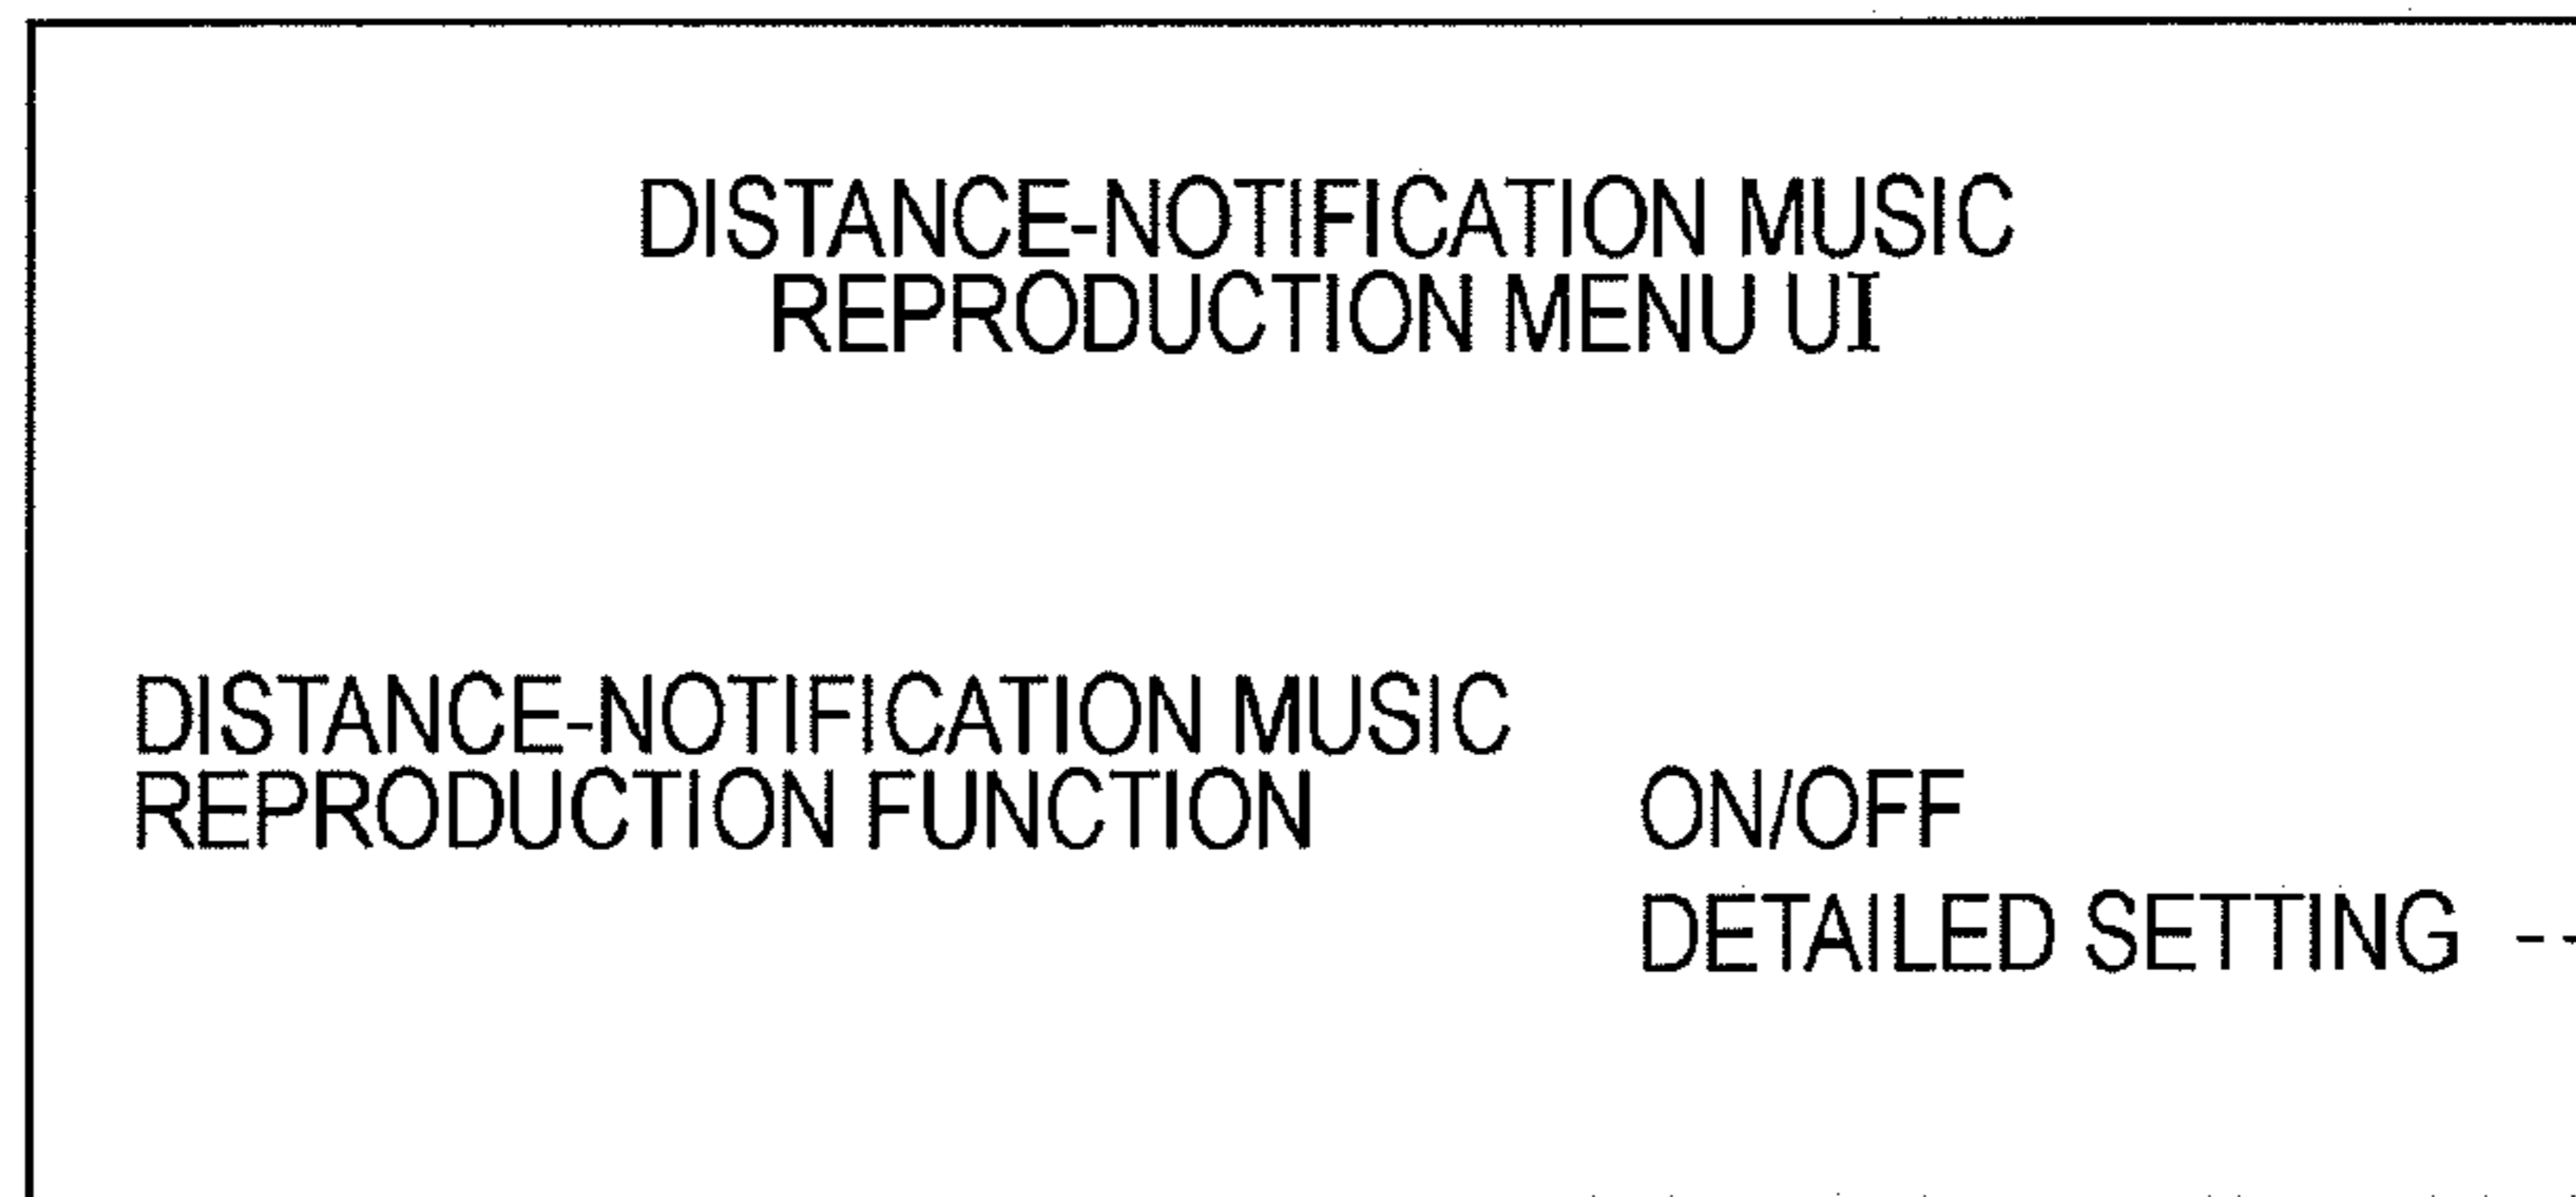 DISTANCE-NOTIFICATION MUSIC
REPRODUCTION MENU UI
DISTANCE-NOTIFICATION MUSIC
REPRODUCTION FUNCTION ON/OFF
DETAILED SETTING --